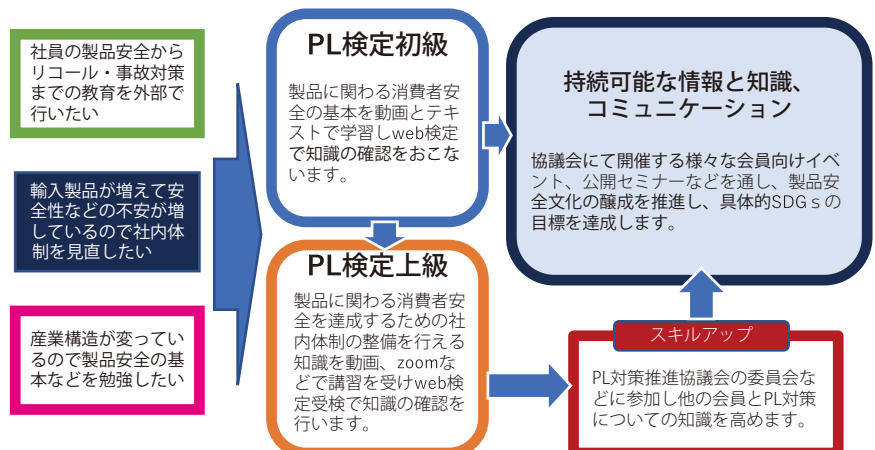 社員の製品安全から
リコール・事故対策
までの教育を外部で
行いたい
輸入製品が増えて安
全性などの不安が増
しているので社内体
制を見直したい
産業構造が変ってい
るので製品安全の基
本などを勉強したい
PL検定初級
製品に関わる消費者安
全の基本を動画とテキ
ストで学習しweb検定
で知識の確認をおこな
います。
PL検定上級
製品に関わる消費者安
全を達成するための社
内体制の整備を行える
知識を動画、zoomな
どで講習を受けweb検
定受検で知識の確認を
行います。
持続可能な情報と知識、
コミュニケーション
協議会にて開催する様々な会員向けイベ
ント、公開セミナーなどを通し、製品安
全文化の醸成を推進し、具体的SDGｓの
目標を達成します。
スキルアップ
PL対策推進協議会の委員会な
どに参加し他の会員とPL対策
についての知識を高めます。